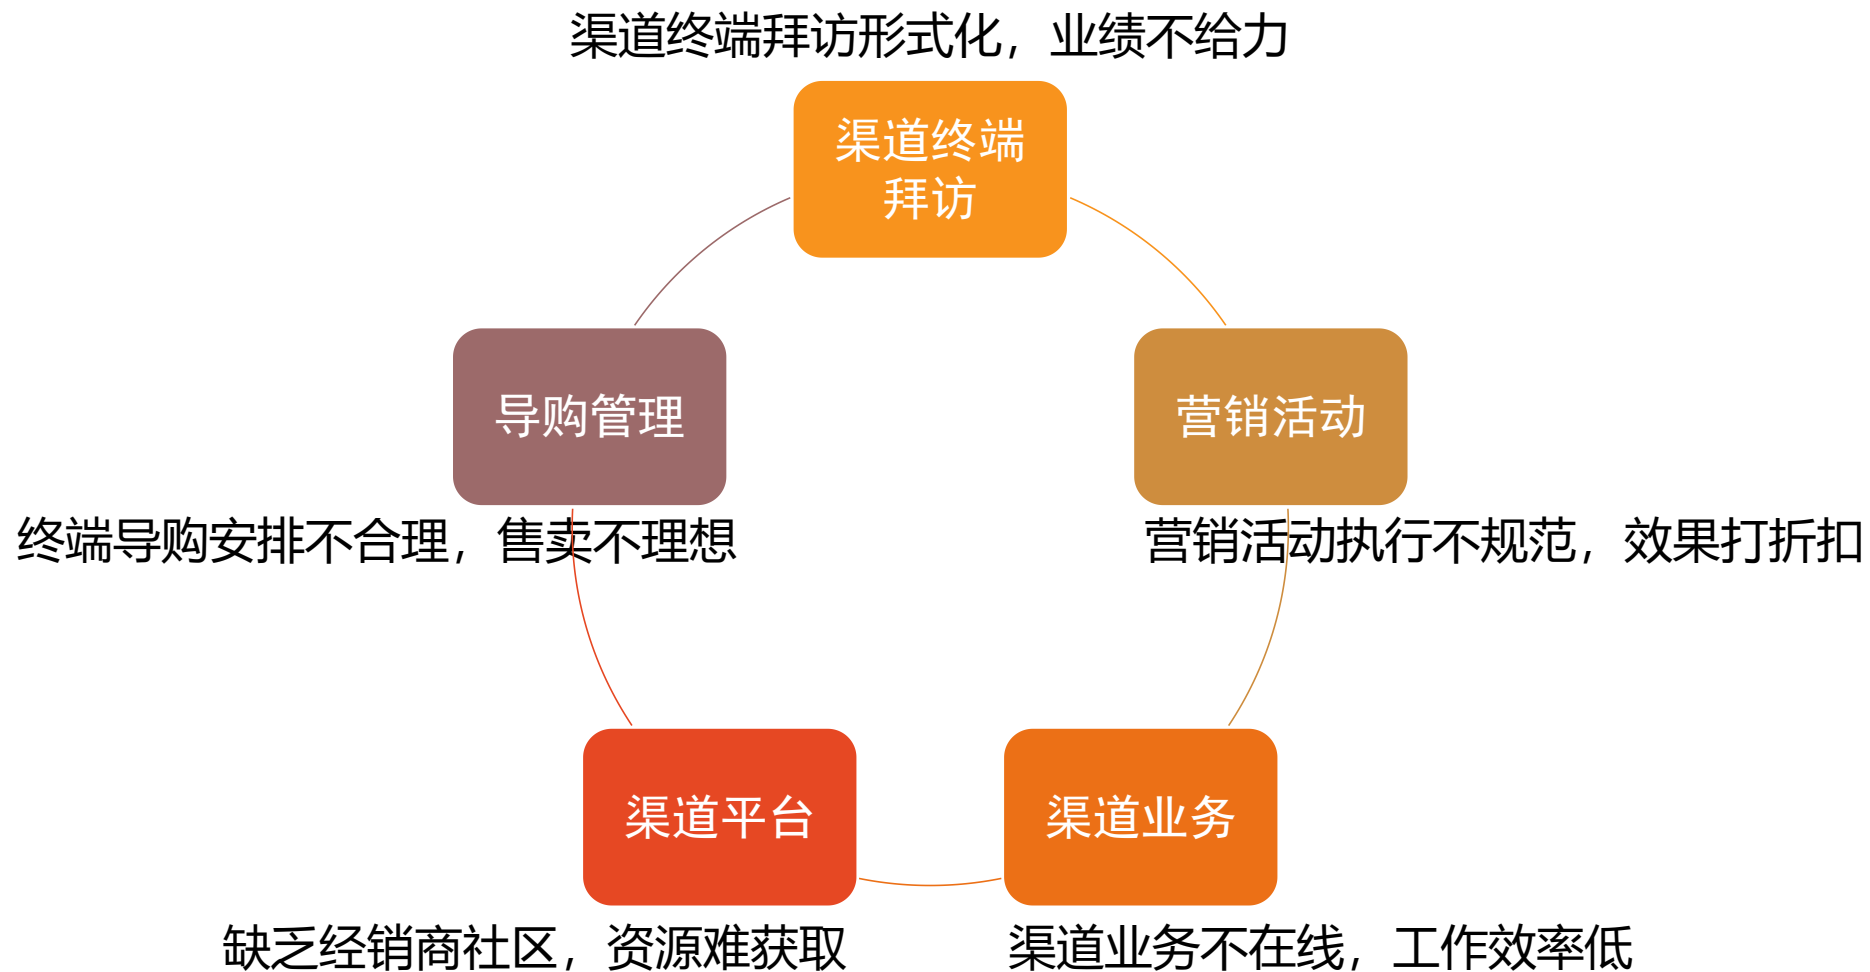 渠道终端拜访形式化，业绩不给力
渠道终端
拜访
导购管理
营销活动
终端导购安排不合理，售卖不理想
营销活动执行不规范，效果打折扣
渠道平台
渠道业务
缺乏经销商社区，资源难获取
渠道业务不在线，工作效率低